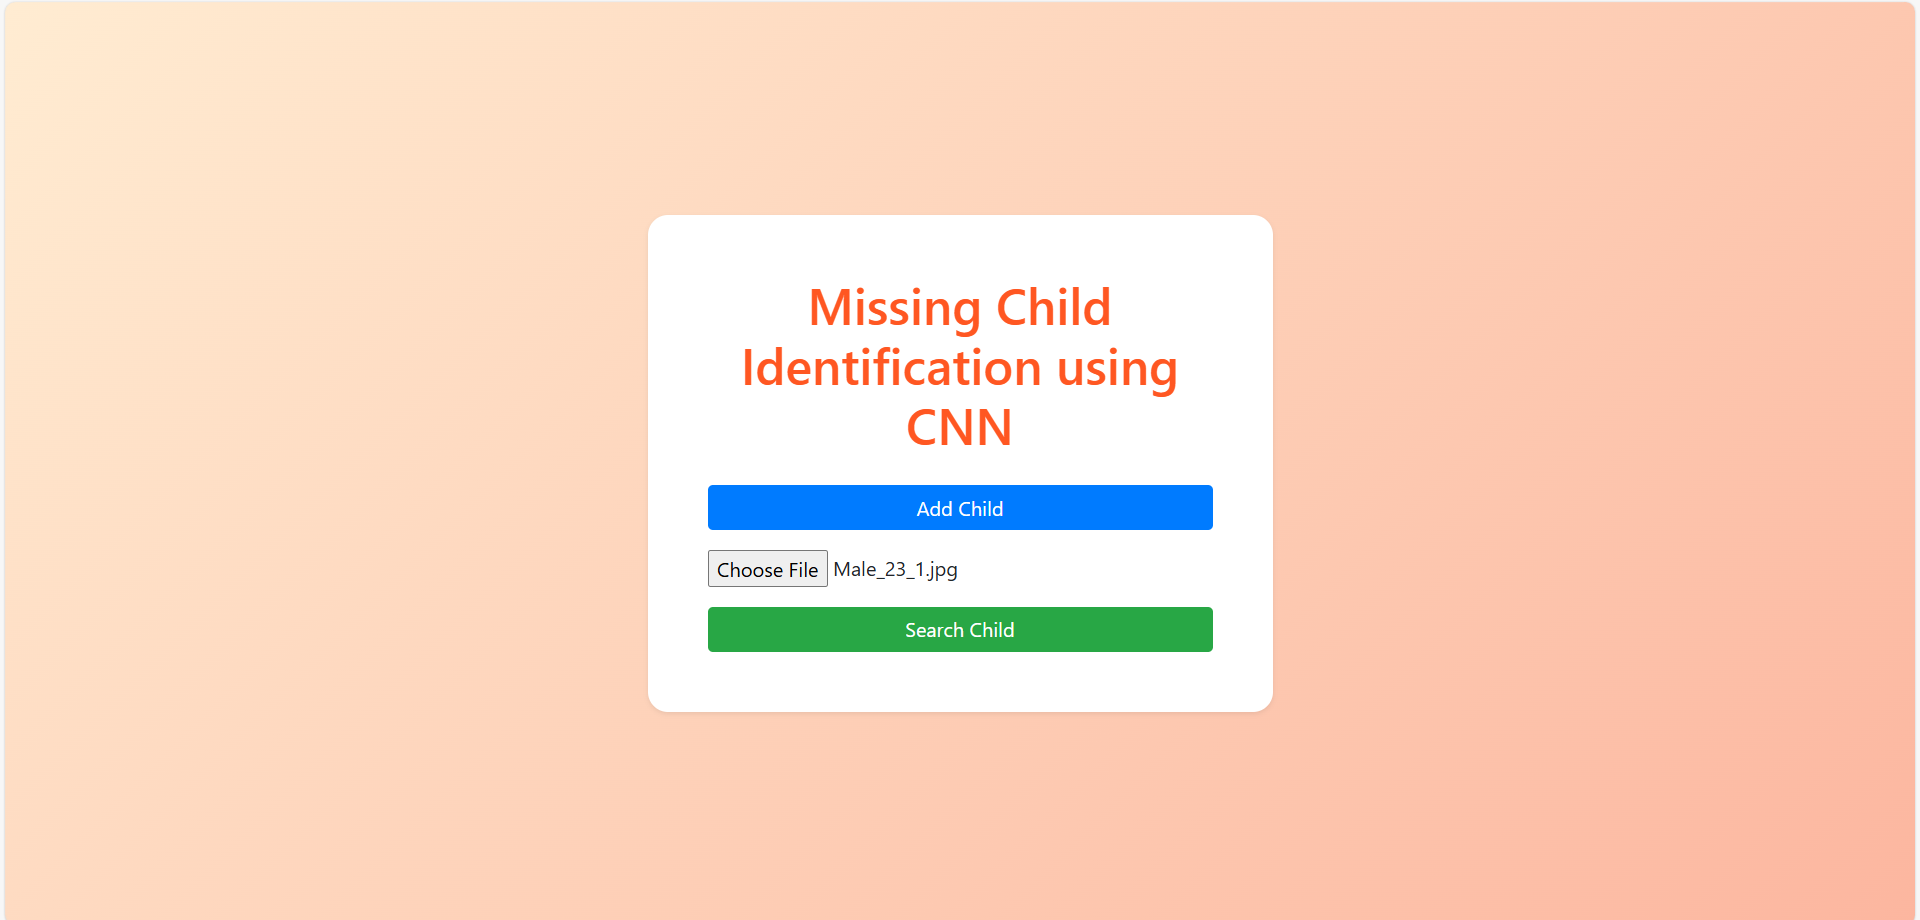 Missing Child
Identification using
CNN
Add Child
Choose File Male_23_1.jpg
Search Child